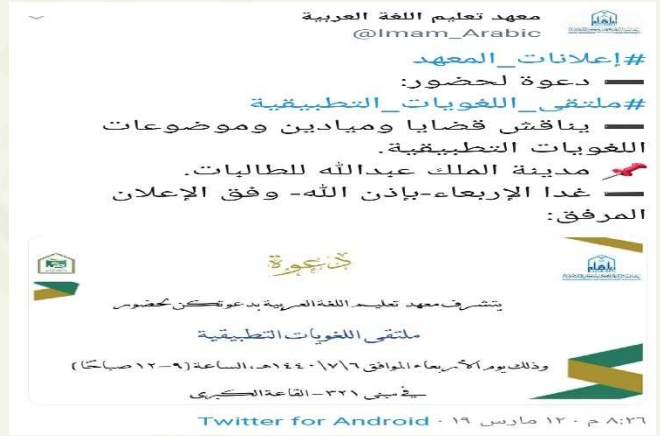 معهد تعليم اللغة العربية
@Imam_Arabic
#إعلانات_المعهد
▬ دعوة لحضور:
#ملتقى_اللغويات_التطبيقية
▬ يناقش قضايا وميادين وموضوعات
اللغويات التطبيقية.
📌 مدينة الملك عبدالله للطالبات.
▬ غدا الإربعاء-بإذن الله- وفق الإعلان
المرفق:
دعوة
يتشرف معهد تعليم اللغة العربية بدعوتكن لحضور
ملتقى اللغويات التطبيقية
وذلك يوم الأربعاء الموافق ١٤٤٠/٧/٦هـ، الساعة (٩-١٢ صباحًا)
في مبنى ٣٢١-القاعة الكبرى
٨:٢٦ م · ١٢ مارس ١٩ · Twitter for Android